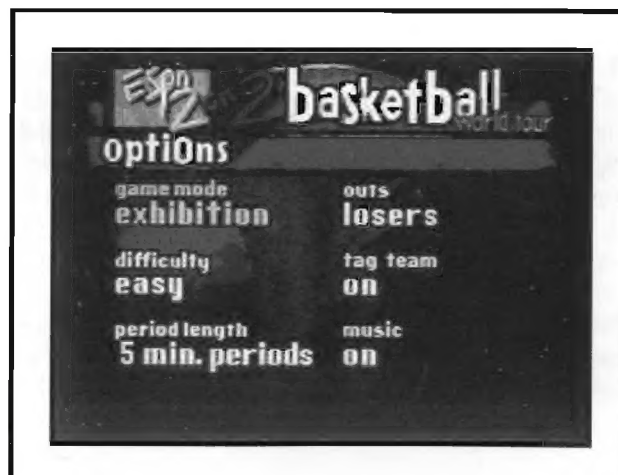 ESPN
2
basketball
world tour
options
game mode
exhibition
difficulty
easy
period length
5 min. periods
outs
losers
tag team
on
music
on